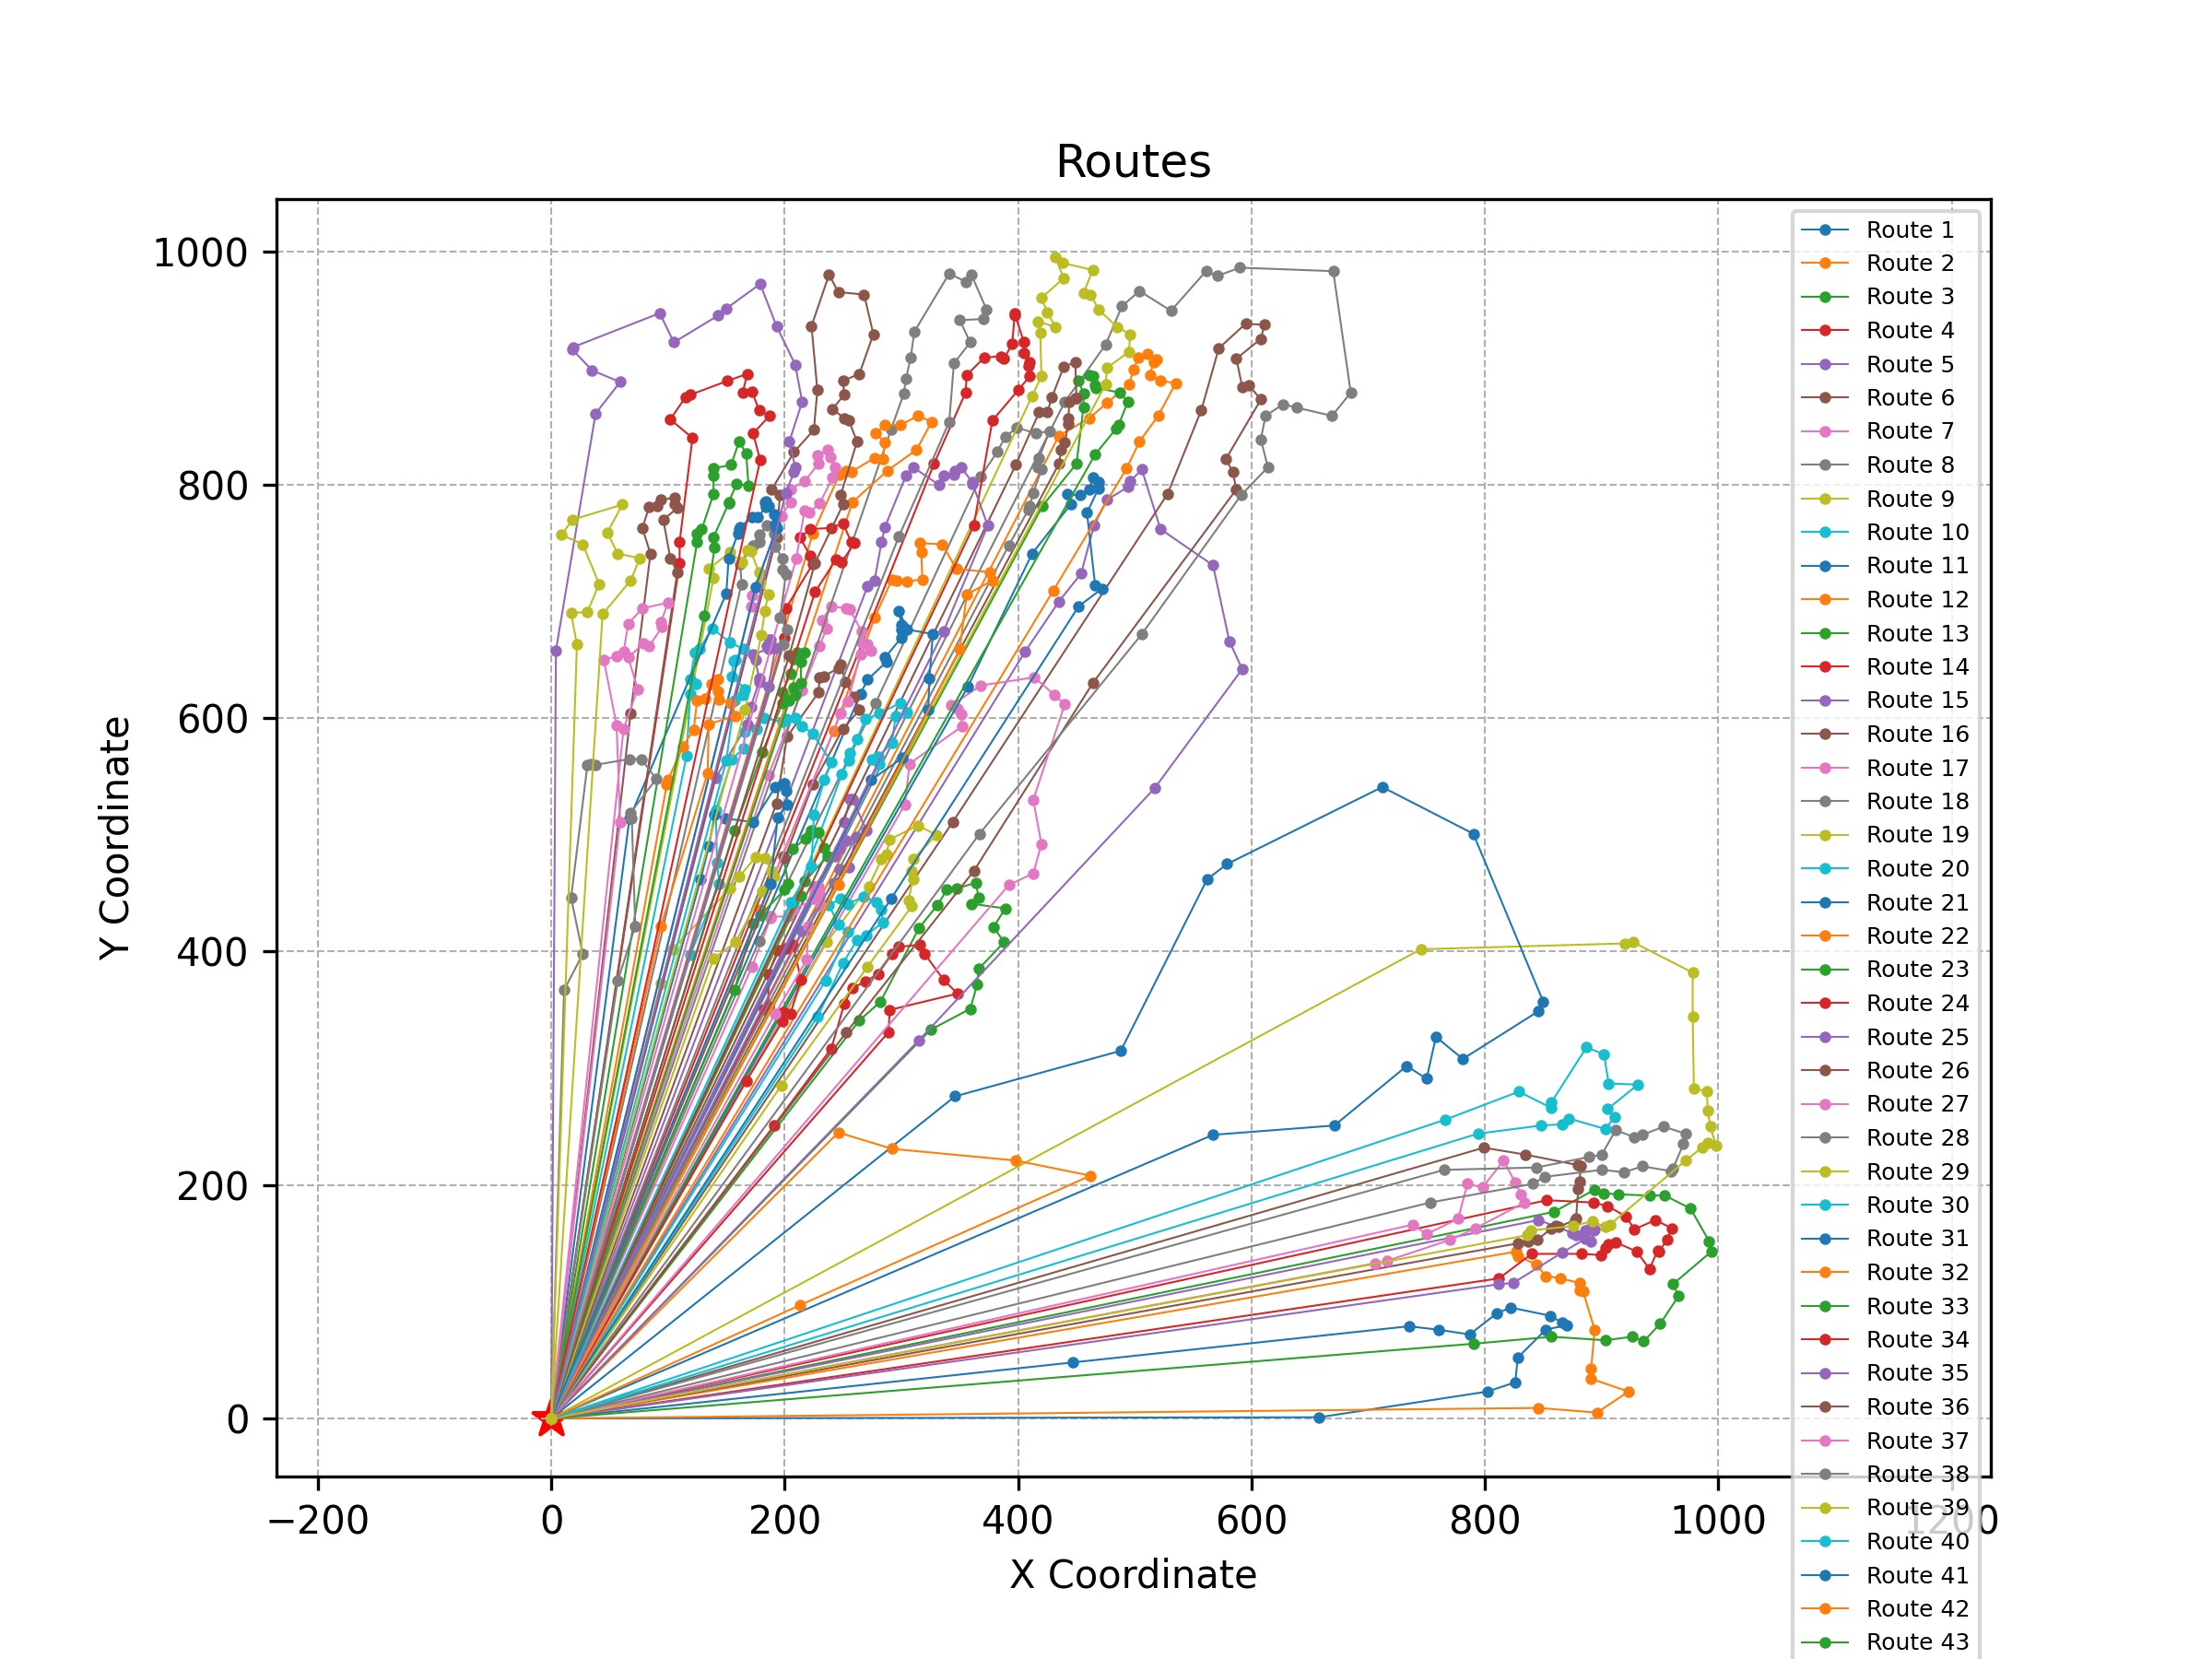 Routes
1000
800
600
400
200
0
Y Coordinate
−200
0
200
400
600
800
1000
1200
X Coordinate
Route 1
Route 2
Route 3
Route 4
Route 5
Route 6
Route 7
Route 8
Route 9
Route 10
Route 11
Route 12
Route 13
Route 14
Route 15
Route 16
Route 17
Route 18
Route 19
Route 20
Route 21
Route 22
Route 23
Route 24
Route 25
Route 26
Route 27
Route 28
Route 29
Route 30
Route 31
Route 32
Route 33
Route 34
Route 35
Route 36
Route 37
Route 38
Route 39
Route 40
Route 41
Route 42
Route 43